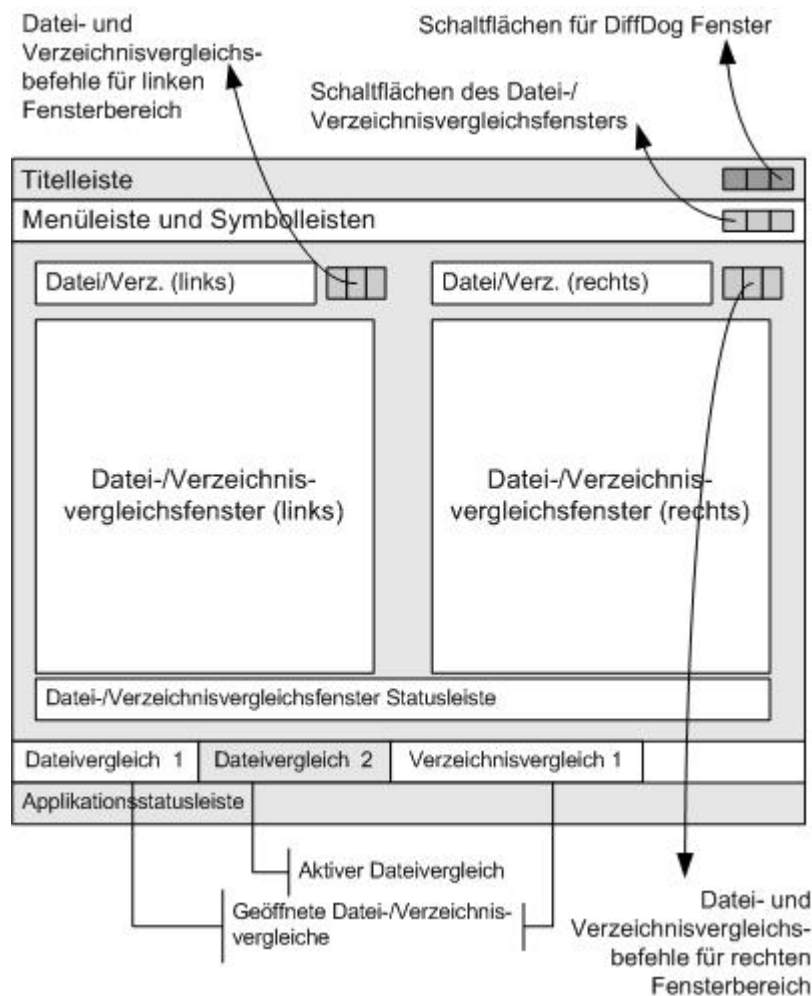 Datei- und
Verzeichnisvergleichs-
befehle für linken
Fensterbereich
Schaltflächen für DiffDog Fenster
Schaltflächen des Datei-/
Verzeichnisvergleichsfensters
Titelleiste
Menüleiste und Symbolleisten
Datei/Verz. (links)
Datei/Verz. (rechts)
Datei-/Verzeichnis-
vergleichsfenster (links)
Datei-/Verzeichnis-
vergleichsfenster (rechts)
Datei-/Verzeichnisvergleichsfenster Statusleiste
Dateivergleich 1
Dateivergleich 2
Verzeichnisvergleich 1
Applikationsstatusleiste
Aktiver Dateivergleich
Geöffnete Datei-/Verzeichnis-
vergleiche
Datei- und
Verzeichnisvergleichs-
befehle für rechten
Fensterbereich